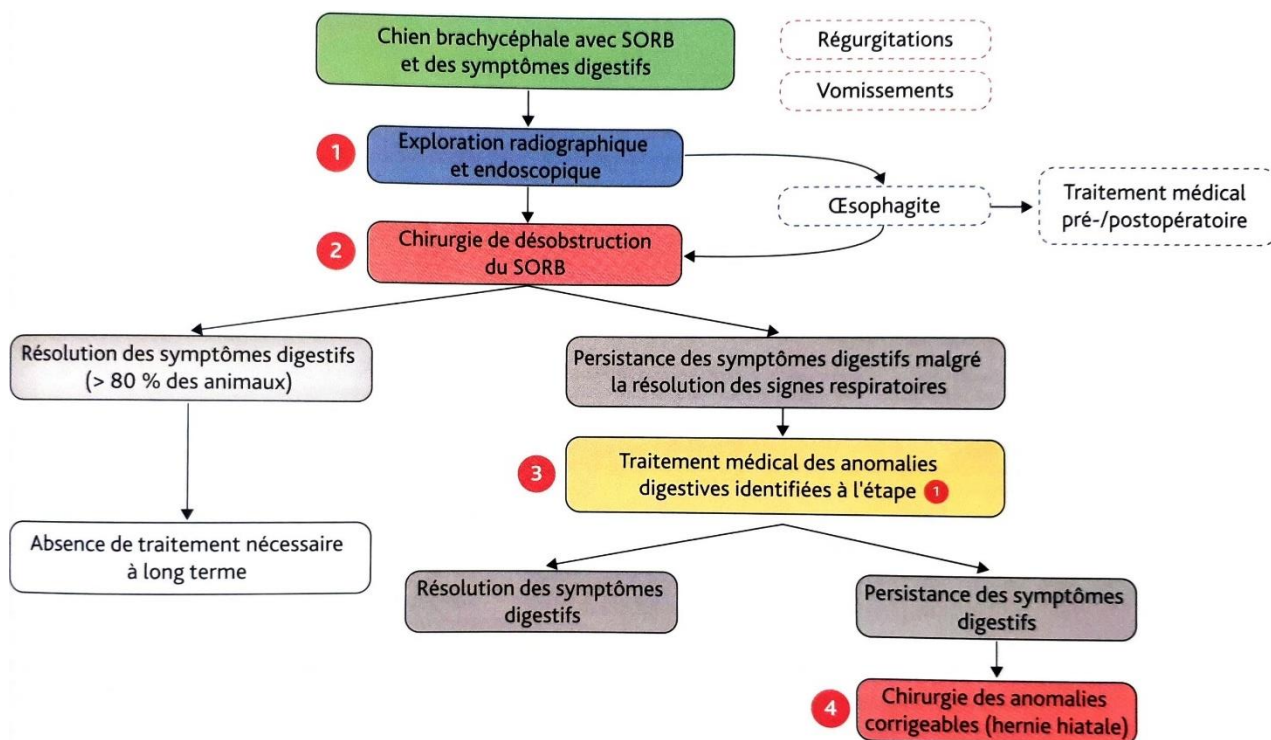 Chien brachycéphale avec SORB
et des symptômes digestifs
Régurgitations
Vomissements
1
Exploration radiographique
et endoscopique
Œsophagite
Traitement médical
pré-/postopératoire
2
Chirurgie de désobstruction
du SORB
Résolution des symptômes digestifs
(> 80 % des animaux)
Persistance des symptômes digestifs malgré
la résolution des signes respiratoires
3
Traitement médical des anomalies
digestives identifiées à l'étape 1
Absence de traitement nécessaire
à long terme
Résolution des symptômes
digestifs
Persistance des symptômes
digestifs
4
Chirurgie des anomalies
corrigeables (hernie hiatale)